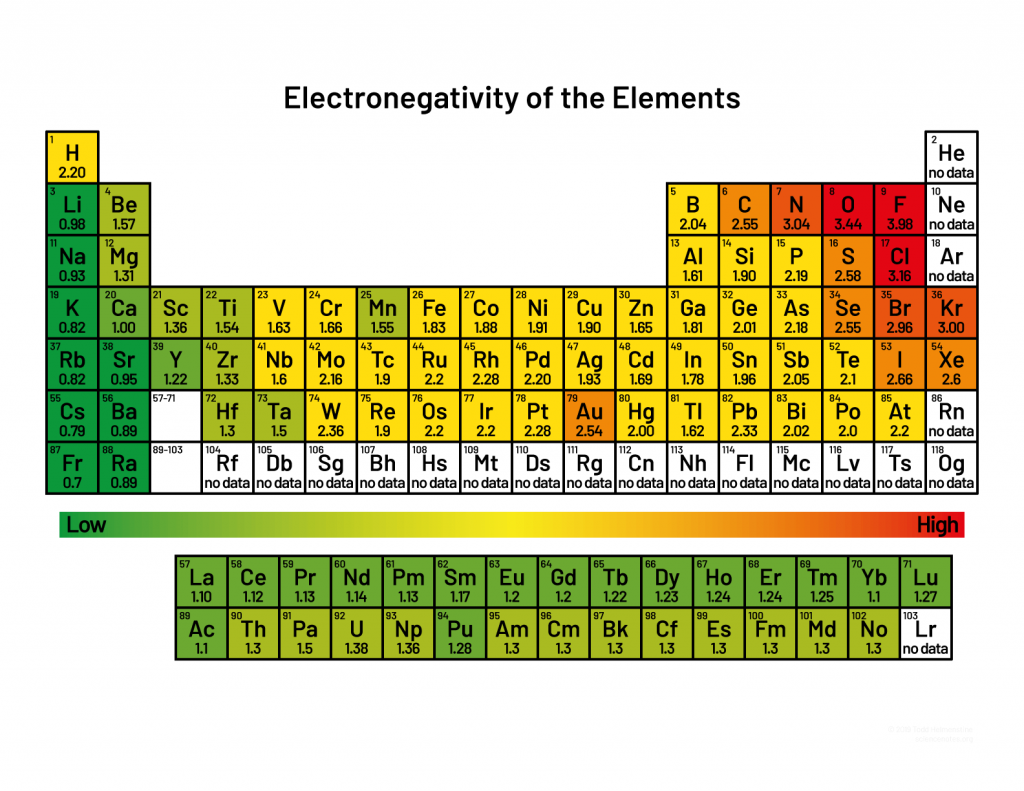 Electronegativity of the Elements
1 2
H He
2.20 no data
3 4 5 6 7 8 9 10
Li Be B C N O F Ne
0.98 1.57 2.04 2.55 3.04 3.44 3.98 no data
11 12 13 14 15 16 17 18
Na Mg Al Si P S Cl Ar
0.93 1.31 1.61 1.90 2.19 2.58 3.16 no data
19 20 21 22 23 24 25 26 27 28 29 30 31 32 33 34 35 36
K Ca Sc Ti V Cr Mn Fe Co Ni Cu Zn Ga Ge As Se Br Kr
0.82 1.00 1.36 1.54 1.63 1.66 1.55 1.83 1.88 1.91 1.90 1.65 1.81 2.01 2.18 2.55 2.96 3.00
37 38 39 40 41 42 43 44 45 46 47 48 49 50 51 52 53 54
Rb Sr Y Zr Nb Mo Tc Ru Rh Pd Ag Cd In Sn Sb Te I Xe
0.82 0.95 1.22 1.33 1.6 2.16 1.9 2.2 2.28 2.20 1.93 1.69 1.78 1.96 2.05 2.1 2.66 2.6
55 56 57-71 72 73 74 75 76 77 78 79 80 81 82 83 84 85 86
Cs Ba Hf Ta W Re Os Ir Pt Au Hg Tl Pb Bi Po At Rn
0.79 0.89 1.3 1.5 2.36 1.9 2.2 2.2 2.28 2.54 2.00 1.62 2.33 2.02 2.0 2.2 no data
87 88 89-103 104 105 106 107 108 109 110 111 112 113 114 115 116 117 118
Fr Ra Rf Db Sg Bh Hs Mt Ds Rg Cn Nh Fl Mc Lv Ts Og
0.7 0.89 no data no data no data no data no data no data no data no data no data no data no data no data no data no data no data
Low High
57 58 59 60 61 62 63 64 65 66 67 68 69 70 71
La Ce Pr Nd Pm Sm Eu Gd Tb Dy Ho Er Tm Yb Lu
1.10 1.12 1.13 1.14 1.13 1.17 1.2 1.2 1.22 1.23 1.24 1.24 1.25 1.1 1.27
89 90 91 92 93 94 95 96 97 98 99 100 101 102 103
Ac Th Pa U Np Pu Am Cm Bk Cf Es Fm Md No Lr
1.1 1.3 1.5 1.38 1.36 1.28 1.3 1.3 1.3 1.3 1.3 1.3 1.3 1.3 no data